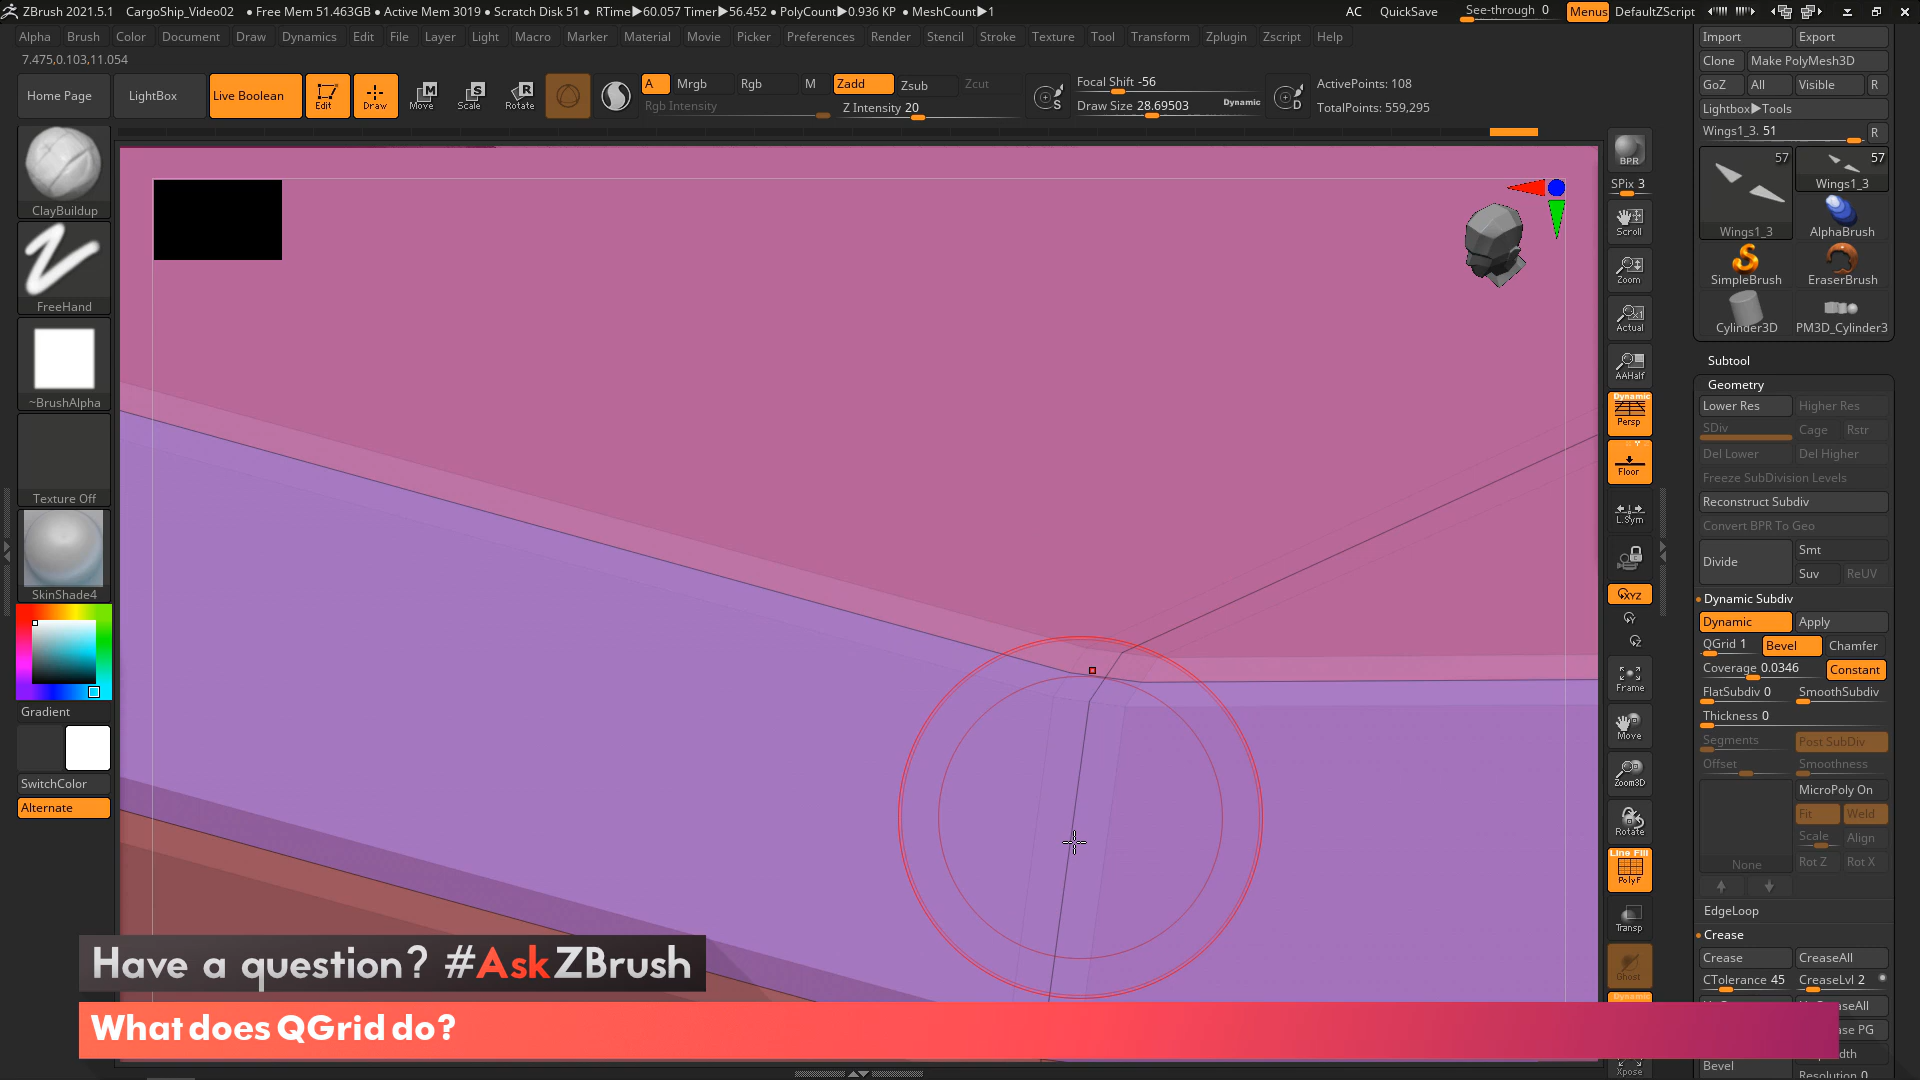 ZBrush 2021.5.1 CargoShip_Video02 • Free Mem 51.463GB • Active Mem 3019 • Scratch Disk 51 • RTime▶60.057 Timer▶56.452 • PolyCount▶0.936 KP • MeshCount▶1 AC QuickSave See-through 0 Menus DefaultZScript
Alpha Brush Color Document Draw Dynamics Edit File Layer Light Macro Marker Material Movie Picker Preferences Render Stencil Stroke Texture Tool Transform Zplugin Zscript Help
7.475,0.103,11.054
Home Page LightBox Live Boolean Edit Draw Move Scale Rotate
A Mrgb Rgb M Zadd Zsub Zcut
Rgb Intensity Z Intensity 20
Focal Shift -56
Draw Size 28.69503 Dynamic
ActivePoints: 108
TotalPoints: 559,295
ClayBuildup
FreeHand
~BrushAlpha
Texture Off
SkinShade4
Gradient
SwitchColor
Alternate
BPR
SPix 3
Scroll
Zoom
Actual
AAHalf
Dynamic
Persp
Floor
L.Sym
XYZ
Frame
Move
Zoom3D
Rotate
Line Fill
PolyF
Transp
Ghost
Dynamic
Xpose
Import Export
Clone Make PolyMesh3D
GoZ All Visible R
Lightbox▶Tools
Wings1_3. 51 R
57 57
Wings1_3
Wings1_3 AlphaBrush
SimpleBrush EraserBrush
Cylinder3D PM3D_Cylinder3
Subtool
Geometry
Lower Res Higher Res
SDiv Cage Rstr
Del Lower Del Higher
Freeze SubDivision Levels
Reconstruct Subdiv
Convert BPR To Geo
Divide Smt
Suv ReUV
Dynamic Subdiv
Dynamic Apply
QGrid 1 Bevel Chamfer
Coverage 0.0346 Constant
FlatSubdiv 0 SmoothSubdiv
Thickness 0
Segments Post SubDiv
Offset Smoothness
MicroPoly On
Fit Weld
Scale Align
None Rot Z Rot X
EdgeLoop
Crease
Crease CreaseAll
CTolerance 45 CreaseLvl 2
Bevel
Resolution 0
Have a question? #AskZBrush
What does QGrid do?